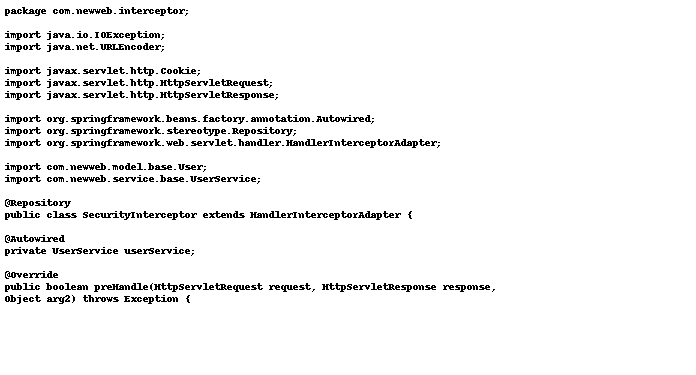 package com.newweb.interceptor;
import java.io.IOException;
import java.net.URLEncoder;
import javax.servlet.http.Cookie;
import javax.servlet.http.HttpServletRequest;
import javax.servlet.http.HttpServletResponse;
import org.springframework.beans.factory.annotation.Autowired;
import org.springframework.stereotype.Repository;
import org.springframework.web.servlet.handler.HandlerInterceptorAdapter;
import com.newweb.model.base.User;
import com.newweb.service.base.UserService;
@Repository
public class SecurityInterceptor extends HandlerInterceptorAdapter {
@Autowired
private UserService userService;
@Override
public boolean preHandle(HttpServletRequest request, HttpServletResponse response,
Object arg2) throws Exception {